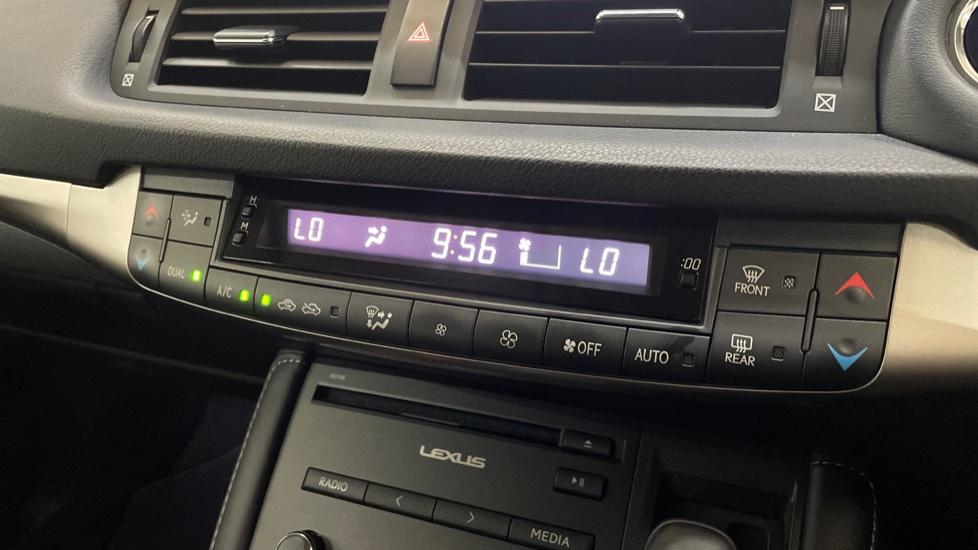 H
M
LO 9:56 LO
:00
DUAL
A/C
OFF
AUTO
FRONT
REAR
LEXUS
RADIO
MEDIA